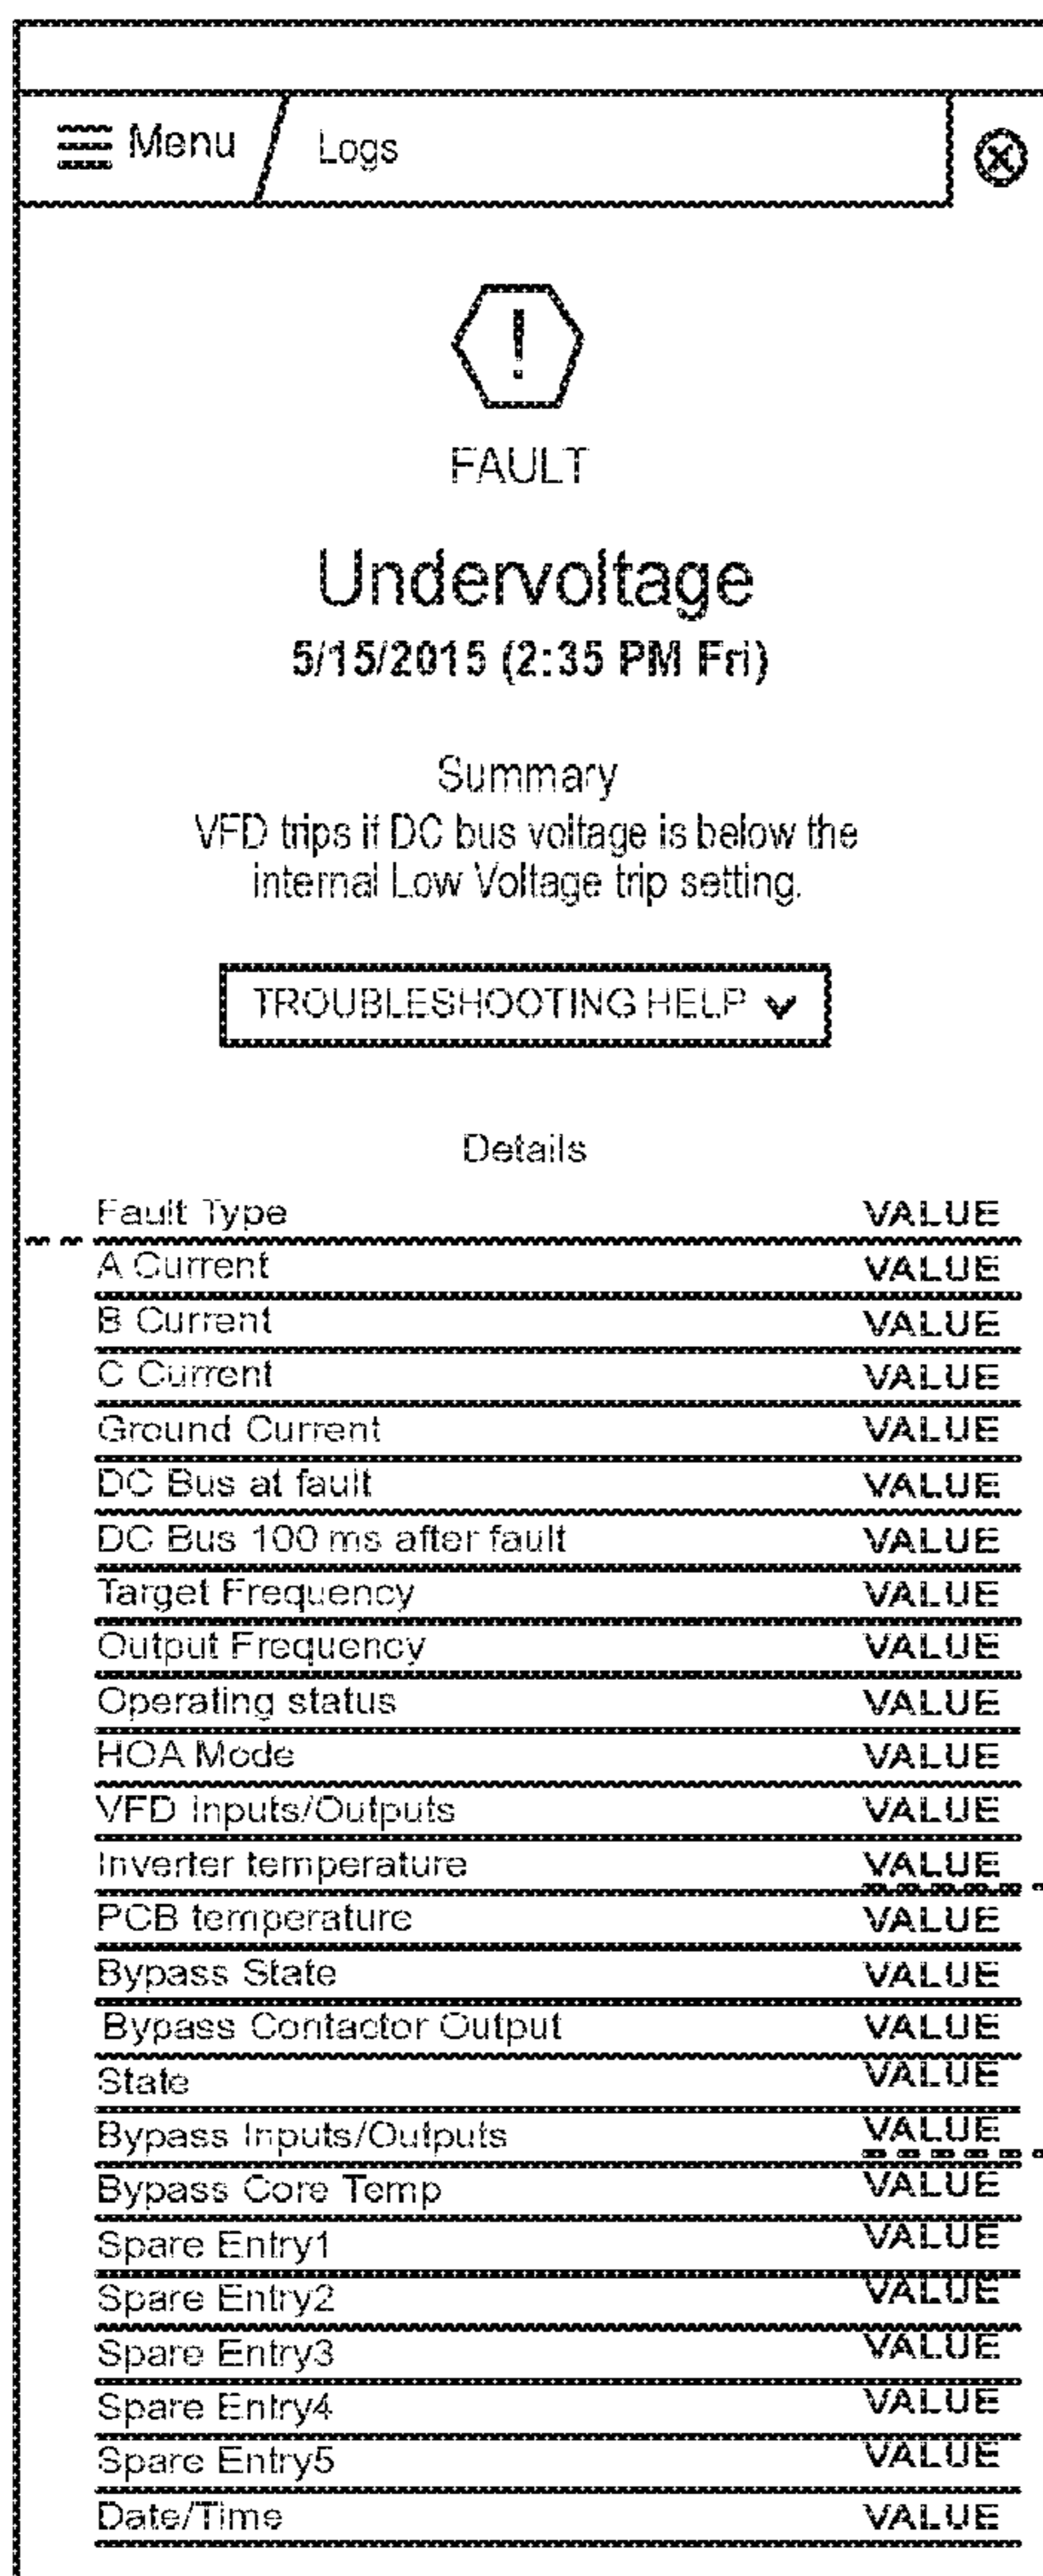 Menu
Logs
!
FAULT
Undervoltage
5/15/2015 (2:35 PM Fri)
Summary
VFD trips if DC bus voltage is below the
internal Low Voltage trip setting.
TROUBLESHOOTING HELP
Details
Fault Type VALUE
A Current VALUE
B Current VALUE
C Current VALUE
Ground Current VALUE
DC Bus at fault VALUE
DC Bus 100 ms after fault VALUE
Target Frequency VALUE
Output Frequency VALUE
Operating status VALUE
HOA Mode VALUE
VFD Inputs/Outputs VALUE
Inverter temperature VALUE
PCB temperature VALUE
Bypass State VALUE
Bypass Contactor Output VALUE
State VALUE
Bypass Inputs/Outputs VALUE
Bypass Core Temp VALUE
Spare Entry1 VALUE
Spare Entry2 VALUE
Spare Entry3 VALUE
Spare Entry4 VALUE
Spare Entry5 VALUE
Date/Time VALUE